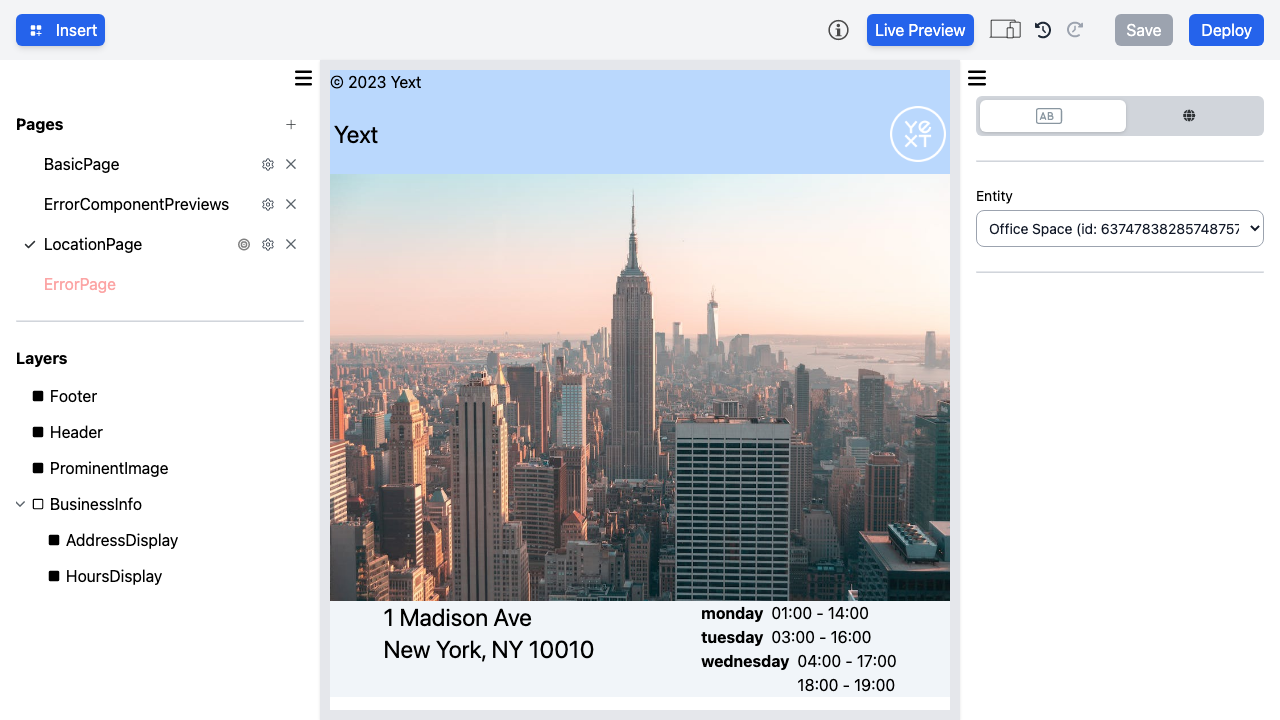 Insert
Live Preview
Save
Deploy
Pages
BasicPage
ErrorComponentPreviews
LocationPage
ErrorPage
Layers
Footer
Header
ProminentImage
BusinessInfo
AddressDisplay
HoursDisplay
© 2023 Yext
Yext
YeXT
1 Madison Ave
New York, NY 10010
monday 01:00 - 14:00
tuesday 03:00 - 16:00
wednesday 04:00 - 17:00
18:00 - 19:00
AB
Entity
Office Space (id: 63747838285748757